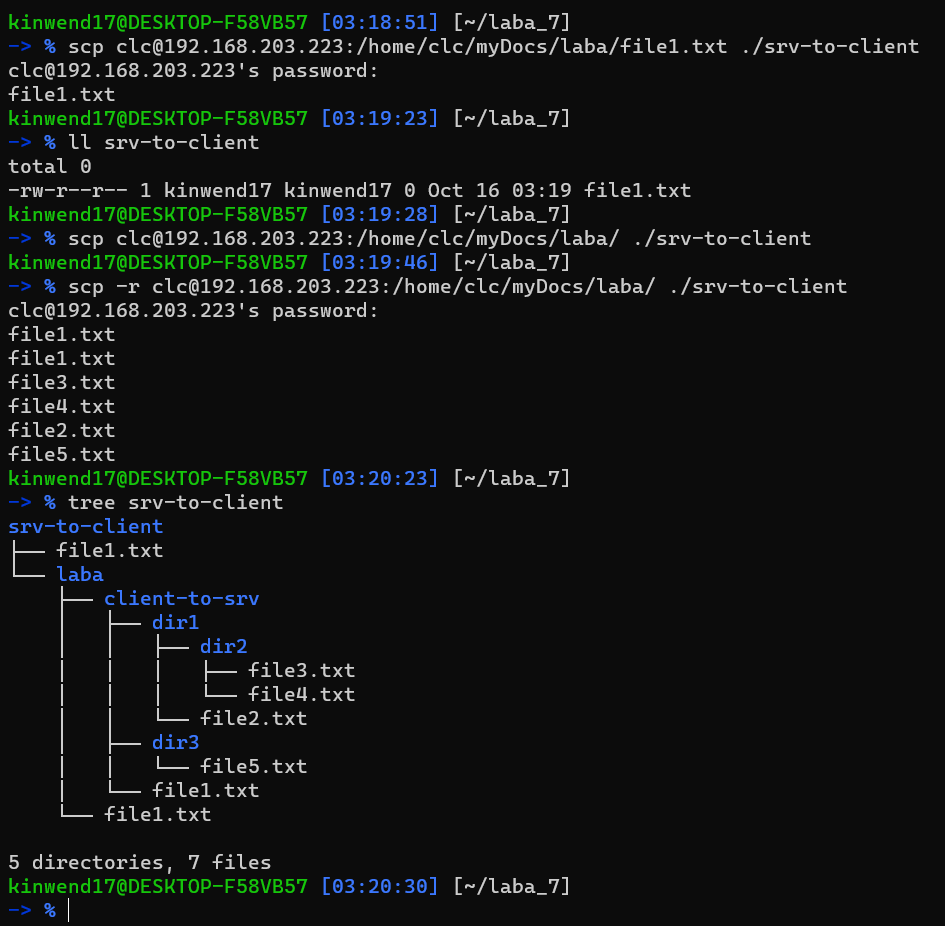 kinwend17@DESKTOP-F58VB57 [03:18:51] [~/laba_7]
-> % scp clc@192.168.203.223:/home/clc/myDocs/laba/file1.txt ./srv-to-client
clc@192.168.203.223's password:
file1.txt
kinwend17@DESKTOP-F58VB57 [03:19:23] [~/laba_7]
-> % ll srv-to-client
total 0
-rw-r--r-- 1 kinwend17 kinwend17 0 Oct 16 03:19 file1.txt
kinwend17@DESKTOP-F58VB57 [03:19:28] [~/laba_7]
-> % scp clc@192.168.203.223:/home/clc/myDocs/laba/ ./srv-to-client
kinwend17@DESKTOP-F58VB57 [03:19:46] [~/laba_7]
-> % scp -r clc@192.168.203.223:/home/clc/myDocs/laba/ ./srv-to-client
clc@192.168.203.223's password:
file1.txt
file1.txt
file3.txt
file4.txt
file2.txt
file5.txt
kinwend17@DESKTOP-F58VB57 [03:20:23] [~/laba_7]
-> % tree srv-to-client
srv-to-client
├── file1.txt
└── laba
    ├── client-to-srv
    │   ├── dir1
    │   │   ├── dir2
    │   │   │   ├── file3.txt
    │   │   │   └── file4.txt
    │   │   └── file2.txt
    │   ├── dir3
    │   │   └── file5.txt
    │   └── file1.txt
    └── file1.txt

5 directories, 7 files
kinwend17@DESKTOP-F58VB57 [03:20:30] [~/laba_7]
-> %